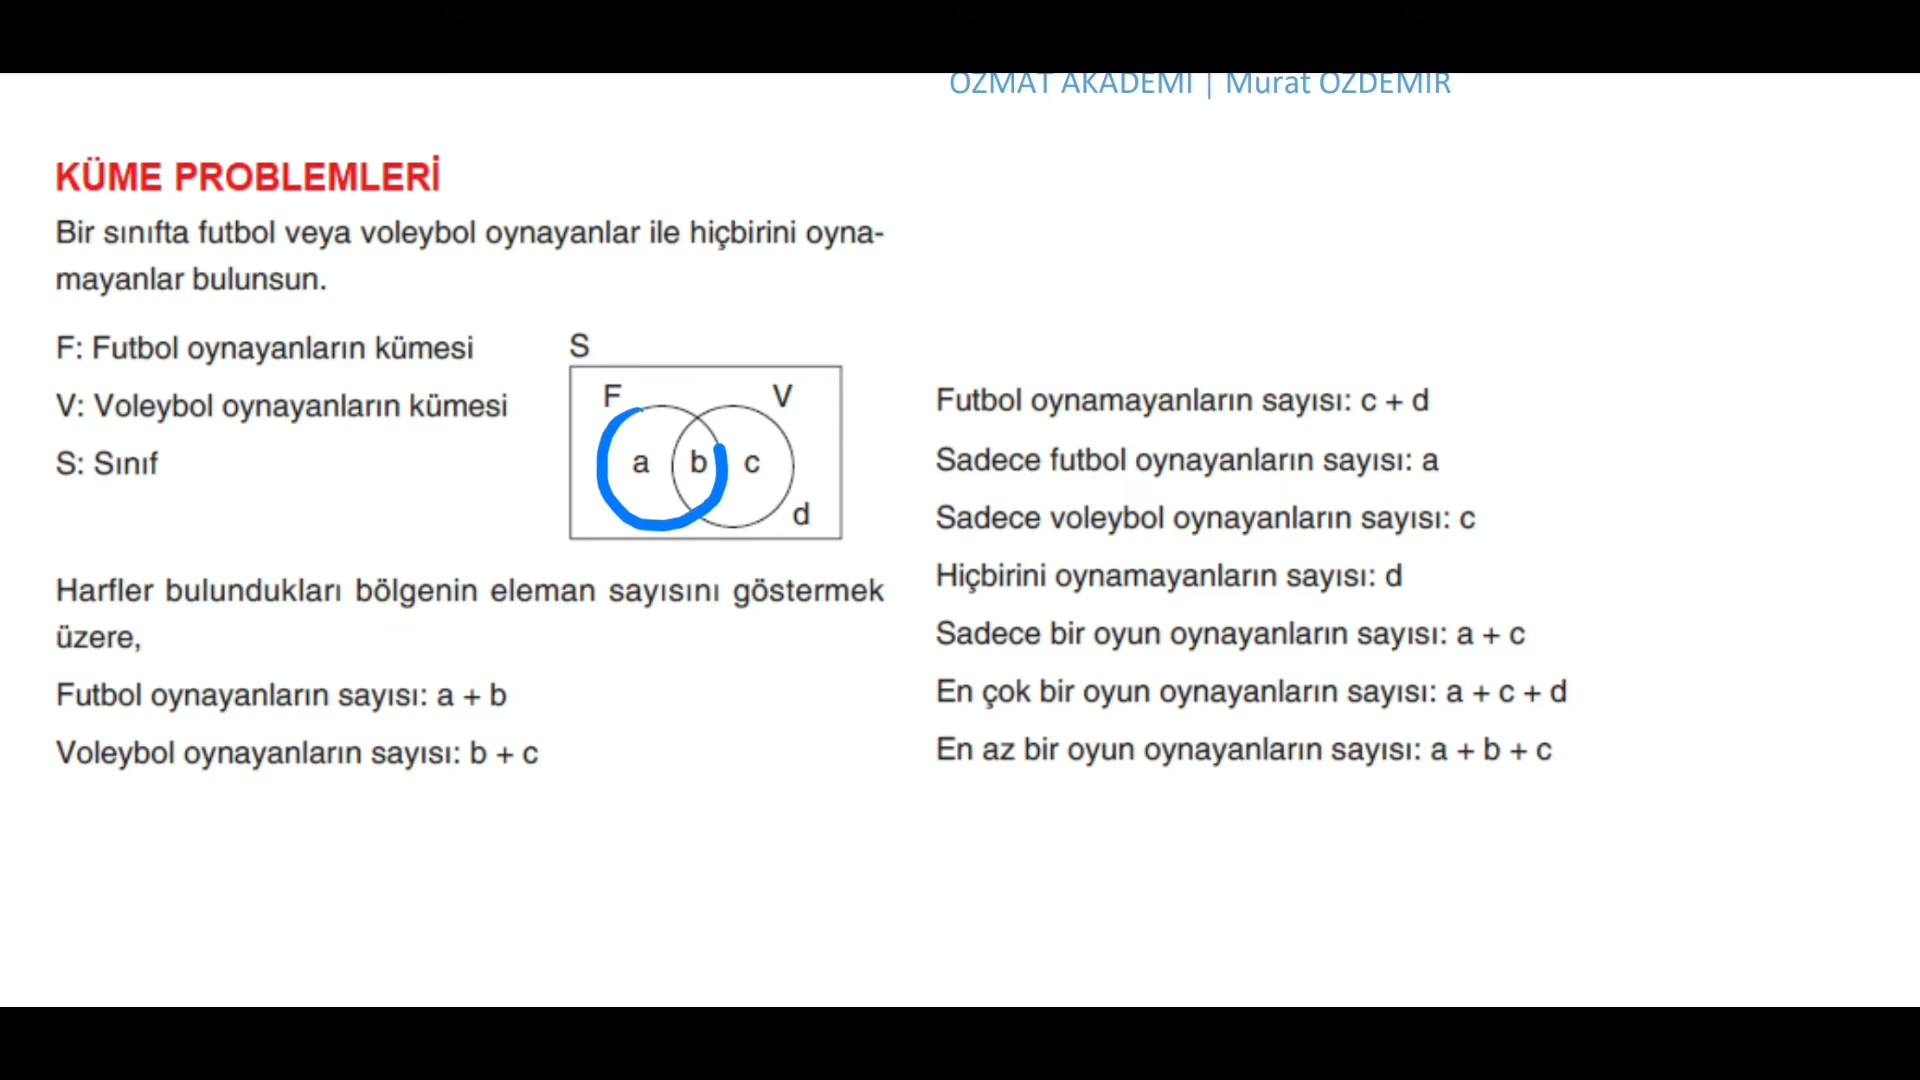 OZMAT AKADEMİ | Murat ÖZDEMİR
KÜME PROBLEMLERİ
Bir sınıfta futbol veya voleybol oynayanlar ile hiçbirini oyna-
mayanlar bulunsun.
F: Futbol oynayanların kümesi
V: Voleybol oynayanların kümesi
S: Sınıf
S
F V
a b c
d
Harfler bulundukları bölgenin eleman sayısını göstermek
üzere,
Futbol oynayanların sayısı: a + b
Voleybol oynayanların sayısı: b + c
Futbol oynamayanların sayısı: c + d
Sadece futbol oynayanların sayısı: a
Sadece voleybol oynayanların sayısı: c
Hiçbirini oynamayanların sayısı: d
Sadece bir oyun oynayanların sayısı: a + c
En çok bir oyun oynayanların sayısı: a + c + d
En az bir oyun oynayanların sayısı: a + b + c